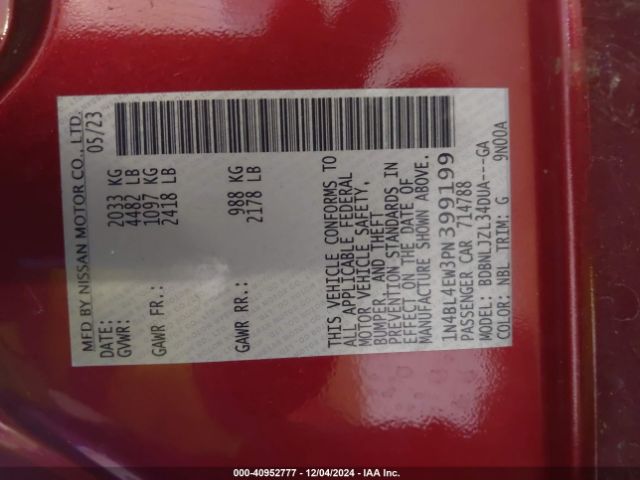 MFD BY NISSAN MOTOR CO., LTD.
DATE: 05/23
GVWR: 2033 KG
4482 LB
GAWR FR.: 1097 KG
2418 LB
GAWR RR.: 988 KG
2178 LB
THIS VEHICLE CONFORMS TO
ALL APPLICABLE FEDERAL
MOTOR VEHICLE SAFETY,
BUMPER, AND THEFT
PREVENTION STANDARDS IN
EFFECT ON THE DATE OF
MANUFACTURE SHOWN ABOVE.
1N4BL4EW3PN399199
PASSENGER CAR 714788
MODEL: BDBNLJZL34DUA----GA
COLOR: NBL TRIM: G 9N00A
000-40952777 - 12/04/2024 - IAA Inc.